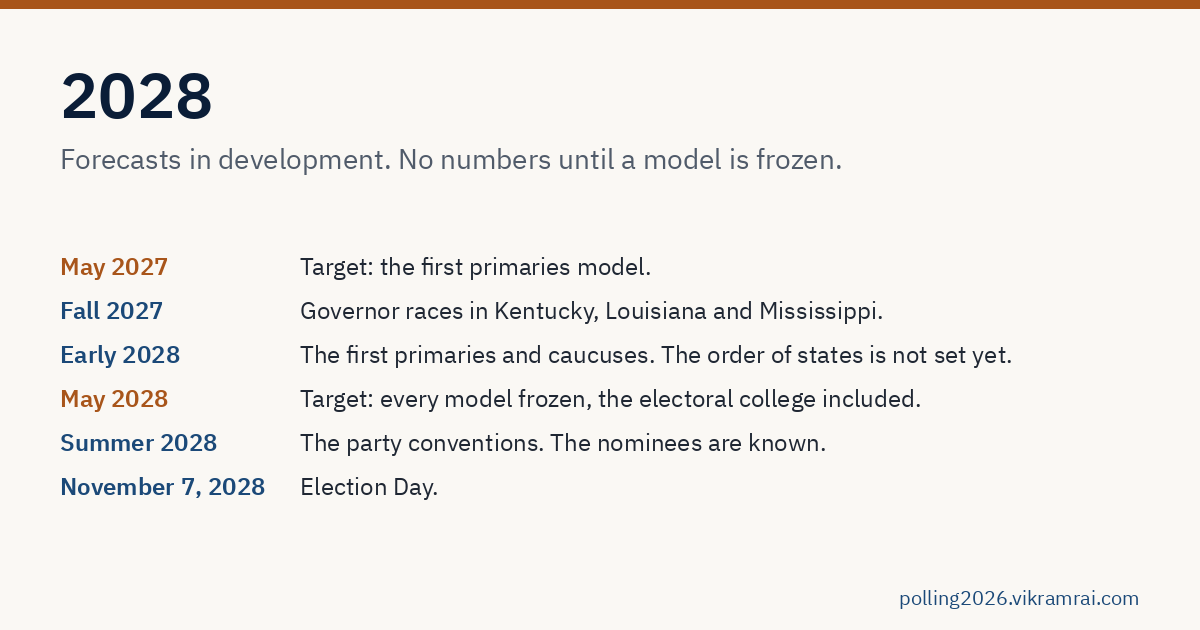 2028
Forecasts in development. No numbers until a model is frozen.
May 2027 Target: the first primaries model.
Fall 2027 Governor races in Kentucky, Louisiana and Mississippi.
Early 2028 The first primaries and caucuses. The order of states is not set yet.
May 2028 Target: every model frozen, the electoral college included.
Summer 2028 The party conventions. The nominees are known.
November 7, 2028 Election Day.
polling2026.vikramrai.com